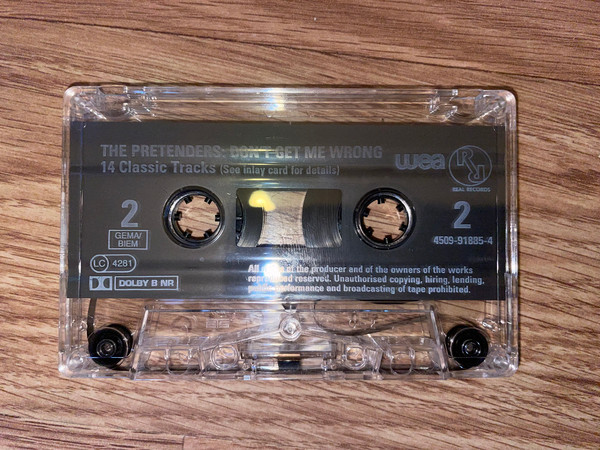 THE PRETENDERS: DON'T GET ME WRONG
14 Classic Tracks (See inlay card for details)
wea
RR
REAL RECORDS
2
GEMA/
BIEM
2
4509-91885-4
LC 4281
DOLBY B NR
All of the producer and of the owners of the works
reserved. Unauthorised copying, hiring, lending,
performance and broadcasting of tape prohibited.